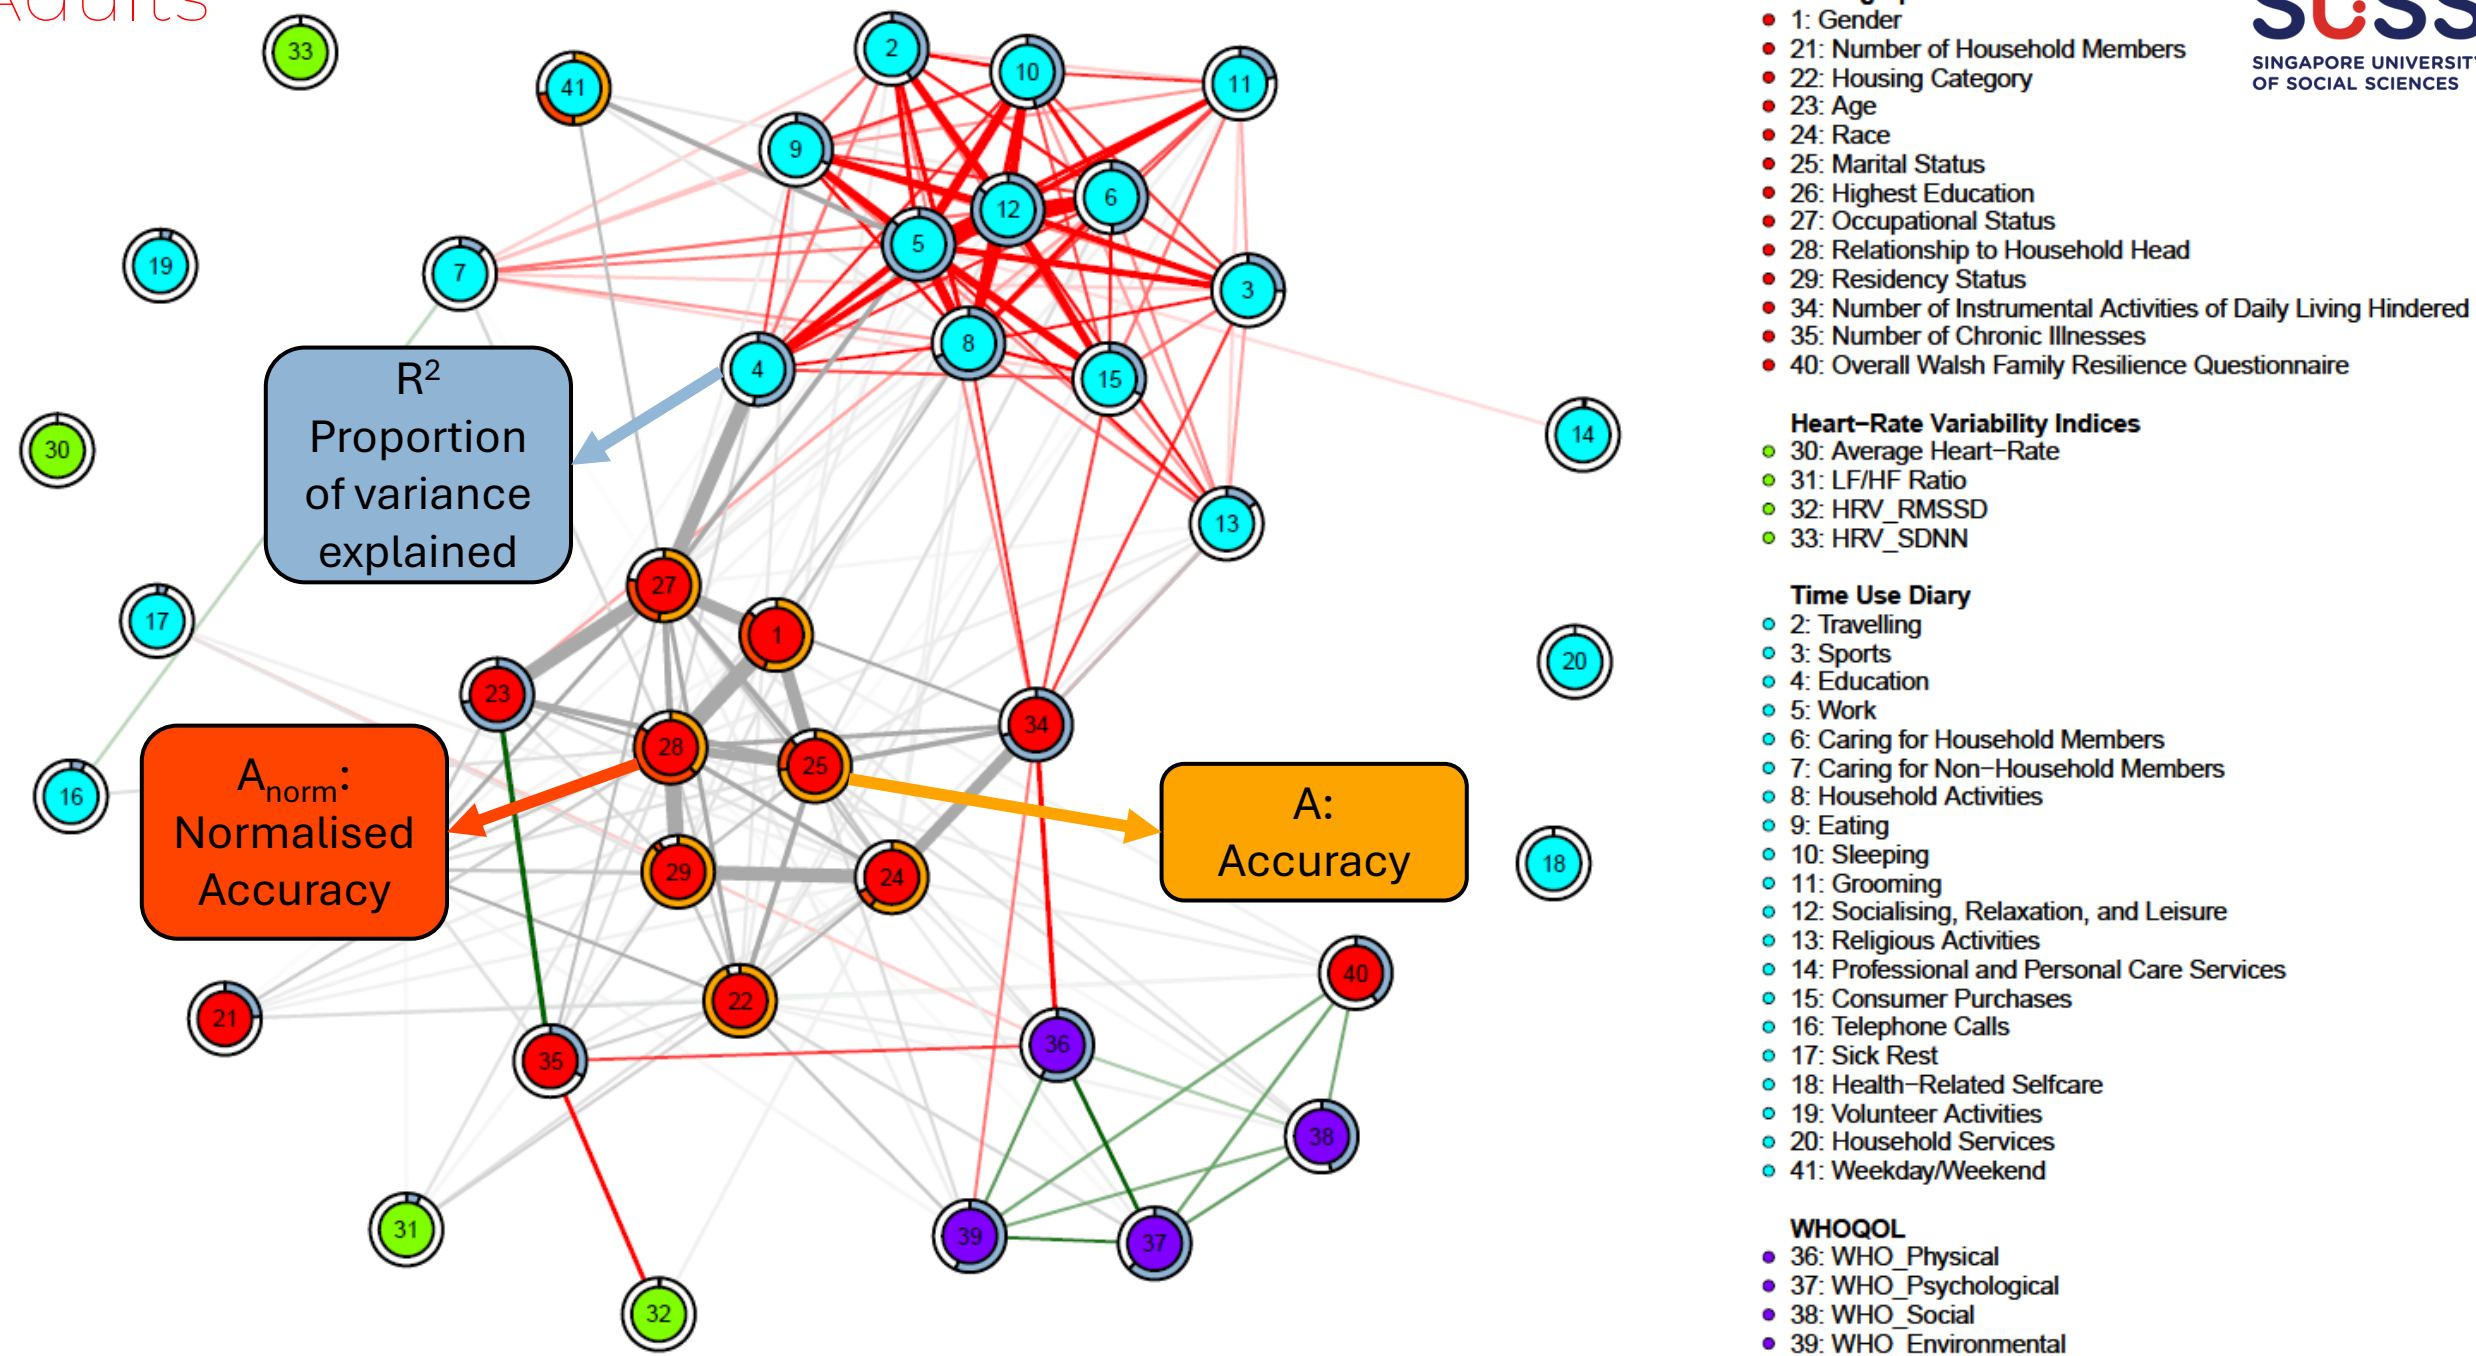 Adults
33
41
2
10
11
9
12
6
5
19
7
3
8
4
15
14
30
13
27
1
17
20
23
34
28
25
16
29
24
18
22
40
21
35
36
38
31
39
37
32
R²
Proportion
of variance
explained
Anorm:
Normalised
Accuracy
A:
Accuracy
1: Gender
21: Number of Household Members
22: Housing Category
23: Age
24: Race
25: Marital Status
26: Highest Education
27: Occupational Status
28: Relationship to Household Head
29: Residency Status
34: Number of Instrumental Activities of Daily Living Hindered
35: Number of Chronic Illnesses
40: Overall Walsh Family Resilience Questionnaire
Heart−Rate Variability Indices
30: Average Heart−Rate
31: LF/HF Ratio
32: HRV_RMSSD
33: HRV_SDNN
Time Use Diary
2: Travelling
3: Sports
4: Education
5: Work
6: Caring for Household Members
7: Caring for Non−Household Members
8: Household Activities
9: Eating
10: Sleeping
11: Grooming
12: Socialising, Relaxation, and Leisure
13: Religious Activities
14: Professional and Personal Care Services
15: Consumer Purchases
16: Telephone Calls
17: Sick Rest
18: Health−Related Selfcare
19: Volunteer Activities
20: Household Services
41: Weekday/Weekend
WHOQOL
36: WHO_Physical
37: WHO_Psychological
38: WHO_Social
39: WHO_Environmental
SUSS
SINGAPORE UNIVERSITY
OF SOCIAL SCIENCES